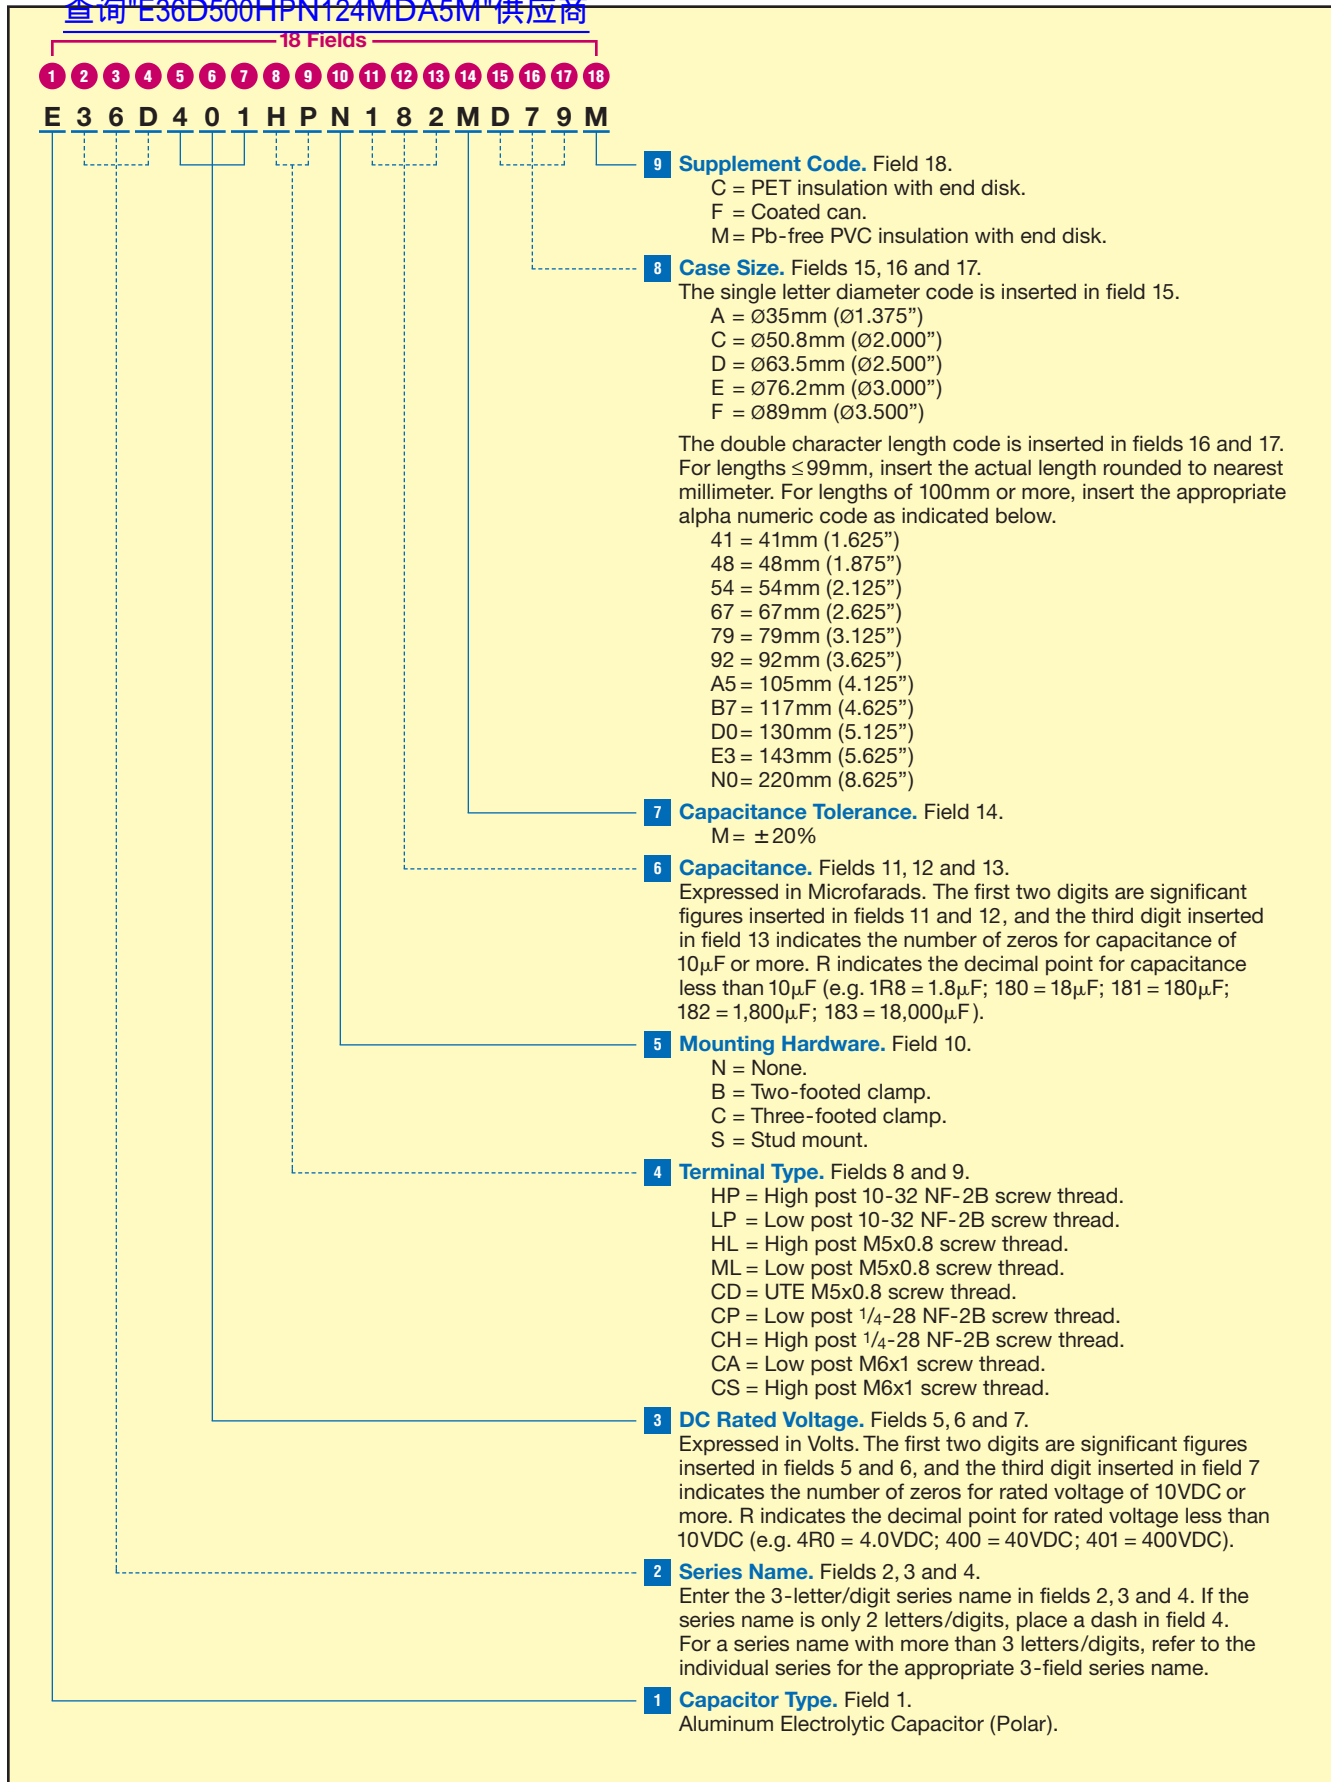 查询"E36D500HPN124MDA5M"供应商
18 Fields
1 2 3 4 5 6 7 8 9 10 11 12 13 14 15 16 17 18
E 3 6 D 4 0 1 H P N 1 8 2 M D 7 9 M
9 Supplement Code. Field 18.
C = PET insulation with end disk.
F = Coated can.
M = Pb-free PVC insulation with end disk.
8 Case Size. Fields 15, 16 and 17.
The single letter diameter code is inserted in field 15.
A = Ø35mm (Ø1.375”)
C = Ø50.8mm (Ø2.000”)
D = Ø63.5mm (Ø2.500”)
E = Ø76.2mm (Ø3.000”)
F = Ø89mm (Ø3.500”)
The double character length code is inserted in fields 16 and 17.
For lengths ≤99mm, insert the actual length rounded to nearest
millimeter. For lengths of 100mm or more, insert the appropriate
alpha numeric code as indicated below.
41 = 41mm (1.625”)
48 = 48mm (1.875”)
54 = 54mm (2.125”)
67 = 67mm (2.625”)
79 = 79mm (3.125”)
92 = 92mm (3.625”)
A5 = 105mm (4.125”)
B7 = 117mm (4.625”)
D0 = 130mm (5.125”)
E3 = 143mm (5.625”)
N0 = 220mm (8.625”)
7 Capacitance Tolerance. Field 14.
M = ±20%
6 Capacitance. Fields 11, 12 and 13.
Expressed in Microfarads. The first two digits are significant
figures inserted in fields 11 and 12, and the third digit inserted
in field 13 indicates the number of zeros for capacitance of
10µF or more. R indicates the decimal point for capacitance
less than 10µF (e.g. 1R8 = 1.8µF; 180 = 18µF; 181 = 180µF;
182 = 1,800µF; 183 = 18,000µF).
5 Mounting Hardware. Field 10.
N = None.
B = Two-footed clamp.
C = Three-footed clamp.
S = Stud mount.
4 Terminal Type. Fields 8 and 9.
HP = High post 10-32 NF-2B screw thread.
LP = Low post 10-32 NF-2B screw thread.
HL = High post M5x0.8 screw thread.
ML = Low post M5x0.8 screw thread.
CD = UTE M5x0.8 screw thread.
CP = Low post 1/4-28 NF-2B screw thread.
CH = High post 1/4-28 NF-2B screw thread.
CA = Low post M6x1 screw thread.
CS = High post M6x1 screw thread.
3 DC Rated Voltage. Fields 5, 6 and 7.
Expressed in Volts. The first two digits are significant figures
inserted in fields 5 and 6, and the third digit inserted in field 7
indicates the number of zeros for rated voltage of 10VDC or
more. R indicates the decimal point for rated voltage less than
10VDC (e.g. 4R0 = 4.0VDC; 400 = 40VDC; 401 = 400VDC).
2 Series Name. Fields 2, 3 and 4.
Enter the 3-letter/digit series name in fields 2, 3 and 4. If the
series name is only 2 letters/digits, place a dash in field 4.
For a series name with more than 3 letters/digits, refer to the
individual series for the appropriate 3-field series name.
1 Capacitor Type. Field 1.
Aluminum Electrolytic Capacitor (Polar).